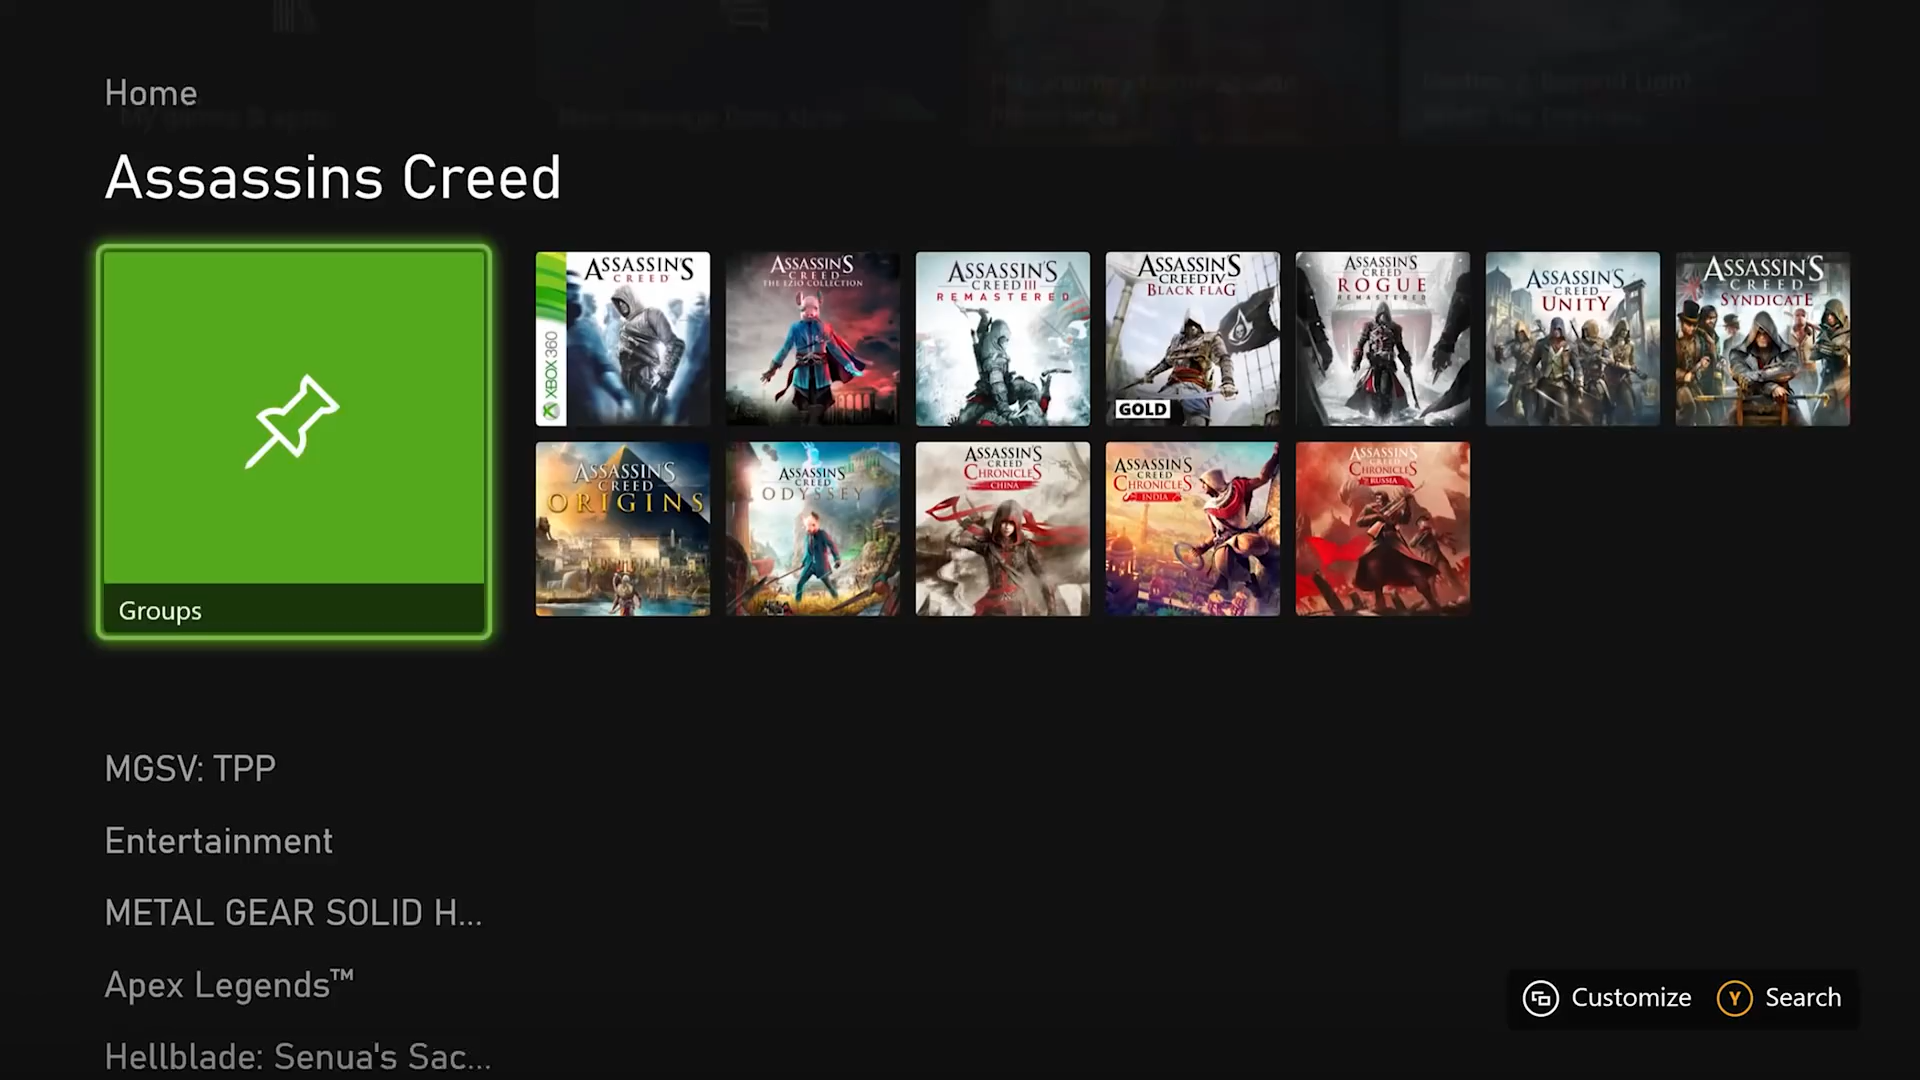 Home
Assassins Creed
Groups
XBOX 360
ASSASSIN'S
CREED
ASSASSIN'S
CREED
THE EZIO COLLECTION
ASSASSIN'S
CREED III
REMASTERED
ASSASSIN'S
CREED IV
BLACK FLAG
GOLD
ASSASSIN'S
CREED
ROGUE
REMASTERED
ASSASSIN'S
CREED
UNITY
ASSASSIN'S
CREED
SYNDICATE
ASSASSIN'S
CREED
ORIGINS
ASSASSIN'S
CREED
ODYSSEY
ASSASSIN'S
CREED
CHRONICLES
CHINA
ASSASSIN'S
CREED
CHRONICLES
INDIA
ASSASSIN'S
CREED
CHRONICLES
RUSSIA
MGSV: TPP
Entertainment
METAL GEAR SOLID H...
Apex Legends™
Hellblade: Senua's Sac...
Customize
Y Search